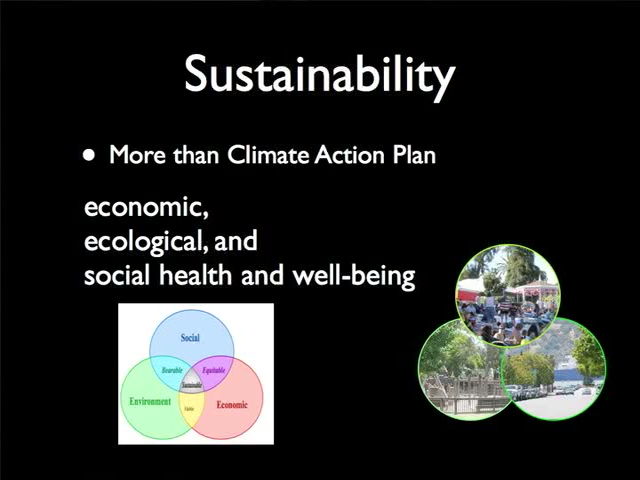 Sustainability
• More than Climate Action Plan
economic,
ecological, and
social health and well-being
Social
Bearable
Equitable
Sustainable
Environment
Viable
Economic